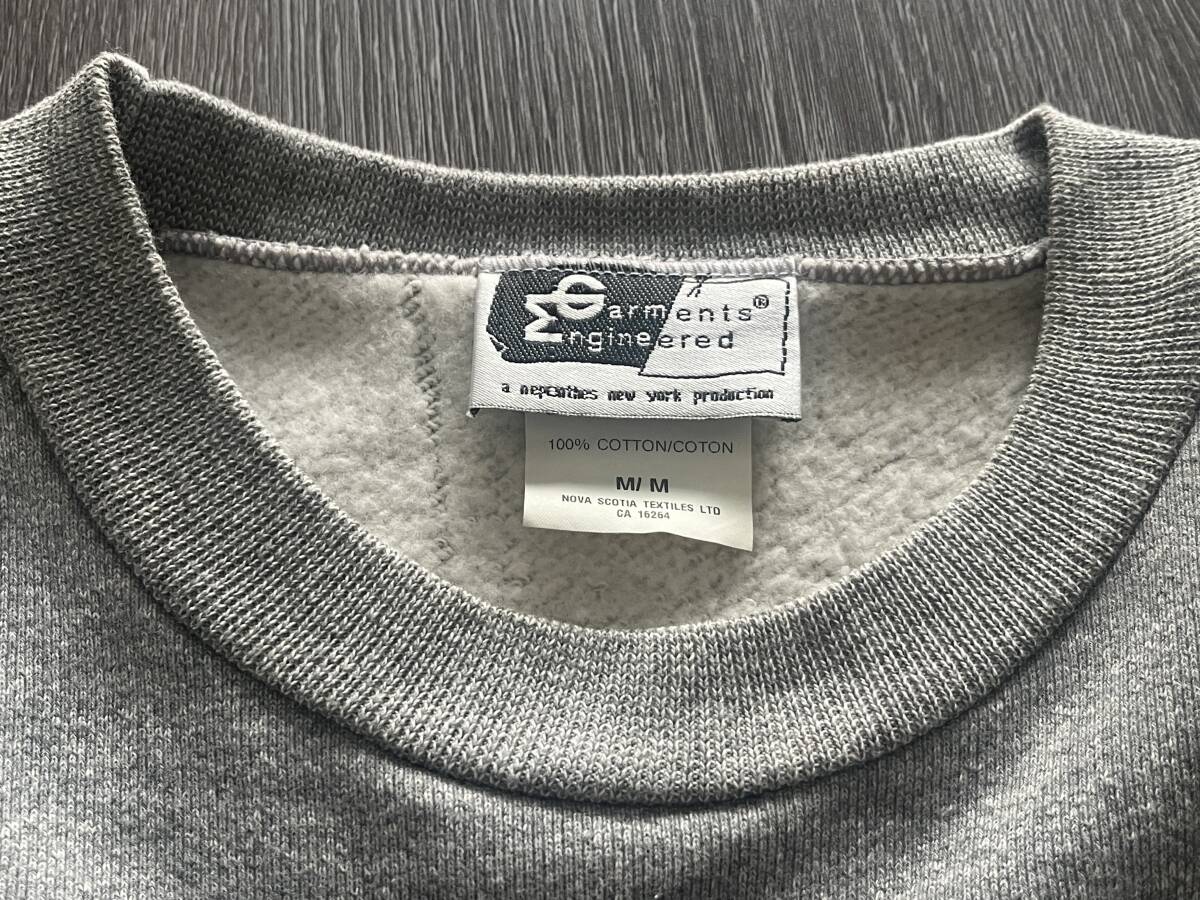 Garments®
Engineered
a nepenthes new york production
100% COTTON/COTON
M/ M
NOVA SCOTIA TEXTILES LTD
CA 16264